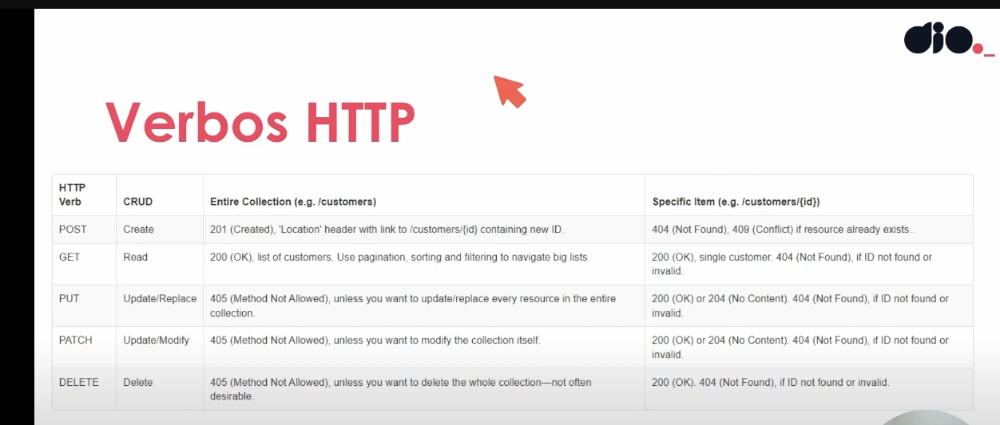 dio._
Verbos HTTP
HTTP
Verb
CRUD
Entire Collection (e.g. /customers)
Specific Item (e.g. /customers/{id})
POST
Create
201 (Created), 'Location' header with link to /customers/{id} containing new ID.
404 (Not Found), 409 (Conflict) if resource already exists..
GET
Read
200 (OK), list of customers. Use pagination, sorting and filtering to navigate big lists.
200 (OK), single customer. 404 (Not Found), if ID not found or
invalid.
PUT
Update/Replace
405 (Method Not Allowed), unless you want to update/replace every resource in the entire
collection.
200 (OK) or 204 (No Content). 404 (Not Found), if ID not found or
invalid.
PATCH
Update/Modify
405 (Method Not Allowed), unless you want to modify the collection itself.
200 (OK) or 204 (No Content). 404 (Not Found), if ID not found or
invalid.
DELETE
Delete
405 (Method Not Allowed), unless you want to delete the whole collection—not often
desirable.
200 (OK). 404 (Not Found), if ID not found or invalid.